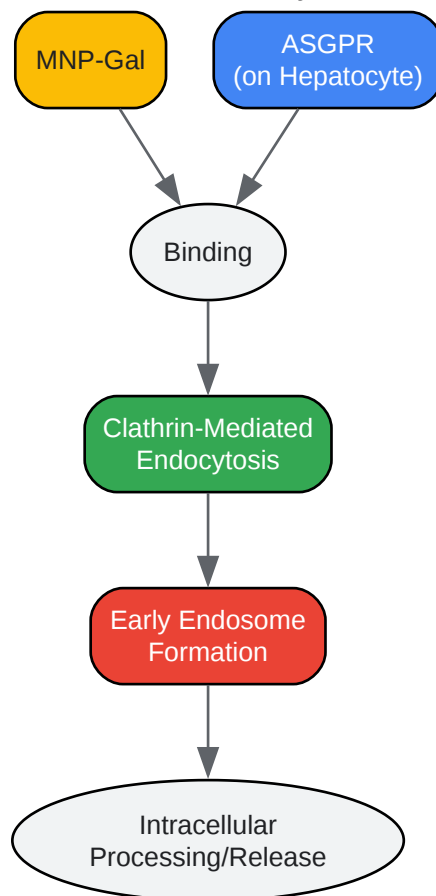 MNP-Gal
ASGPR
(on Hepatocyte)
Binding
Clathrin-Mediated
Endocytosis
Early Endosome
Formation
Intracellular
Processing/Release